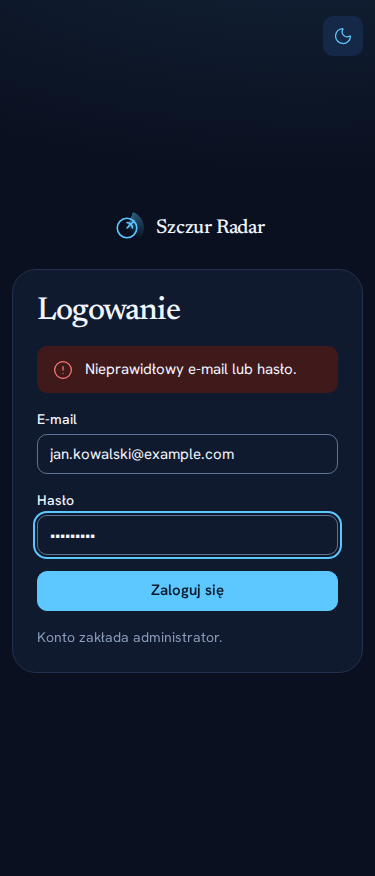 Szczur Radar
Logowanie
Nieprawidłowy e-mail lub hasło.
E-mail
jan.kowalski@example.com
Hasło
Zaloguj się
Konto zakłada administrator.